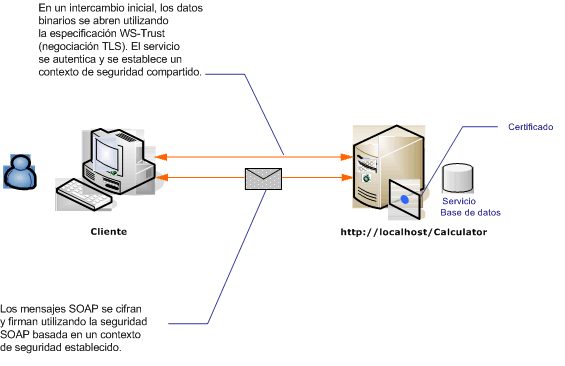 En un intercambio inicial, los datos
binarios se abren utilizando
la especificación WS-Trust
(negociación TLS). El servicio
se autentica y se establece un
contexto de seguridad compartido.
Certificado
Servicio
Base de datos
Cliente
http://localhost/Calculator
Los mensajes SOAP se cifran
y firman utilizando la seguridad
SOAP basada en un contexto
de seguridad establecido.